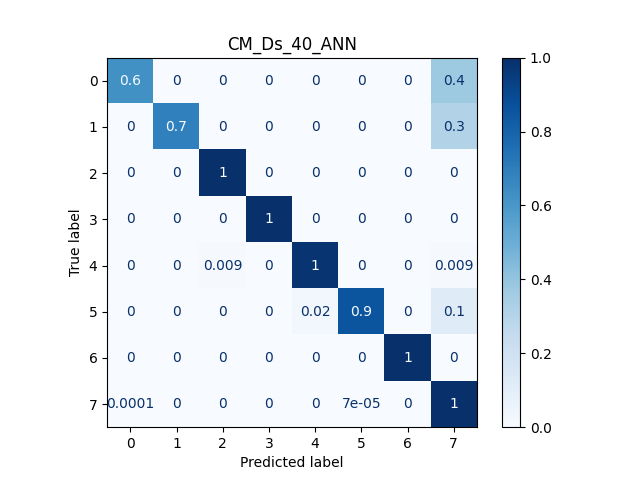 CM_Ds_40_ANN
0 0.6 0 0 0 0 0 0 0.4
1 0 0.7 0 0 0 0 0 0.3
2 0 0 1 0 0 0 0 0
3 0 0 0 1 0 0 0 0
4 0 0 0.009 0 1 0 0 0.009
5 0 0 0 0 0.02 0.9 0 0.1
6 0 0 0 0 0 0 1 0
7 0.0001 0 0 0 0 7e-05 0 1
0 1 2 3 4 5 6 7
Predicted label
True label
1.0
0.8
0.6
0.4
0.2
0.0